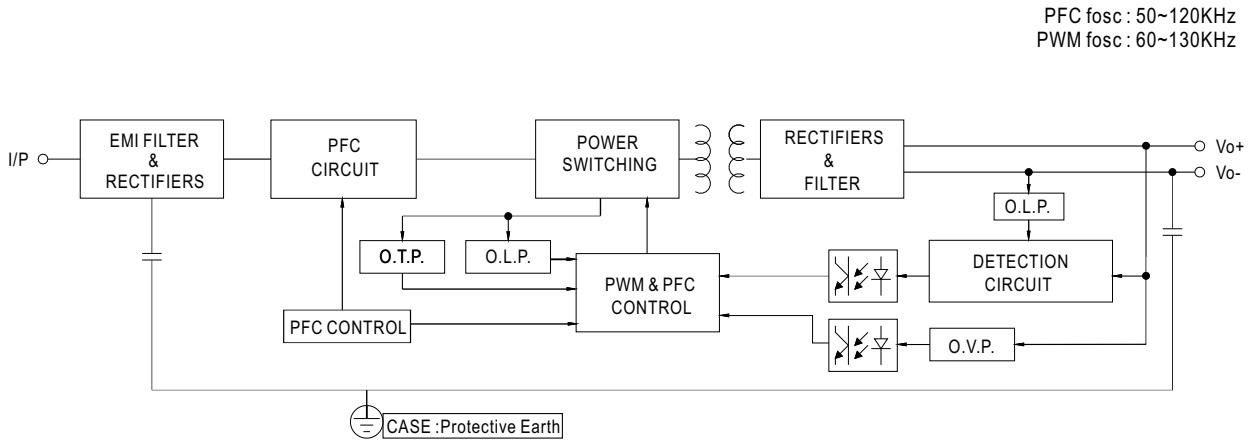 PFC fosc : 50~120KHz
PWM fosc : 60~130KHz
I/P
EMI FILTER
&
RECTIFIERS
PFC
CIRCUIT
POWER
SWITCHING
RECTIFIERS
&
FILTER
Vo+
Vo-
O.L.P.
O.T.P.
O.L.P.
PWM & PFC
CONTROL
DETECTION
CIRCUIT
PFC CONTROL
O.V.P.
CASE :Protective Earth